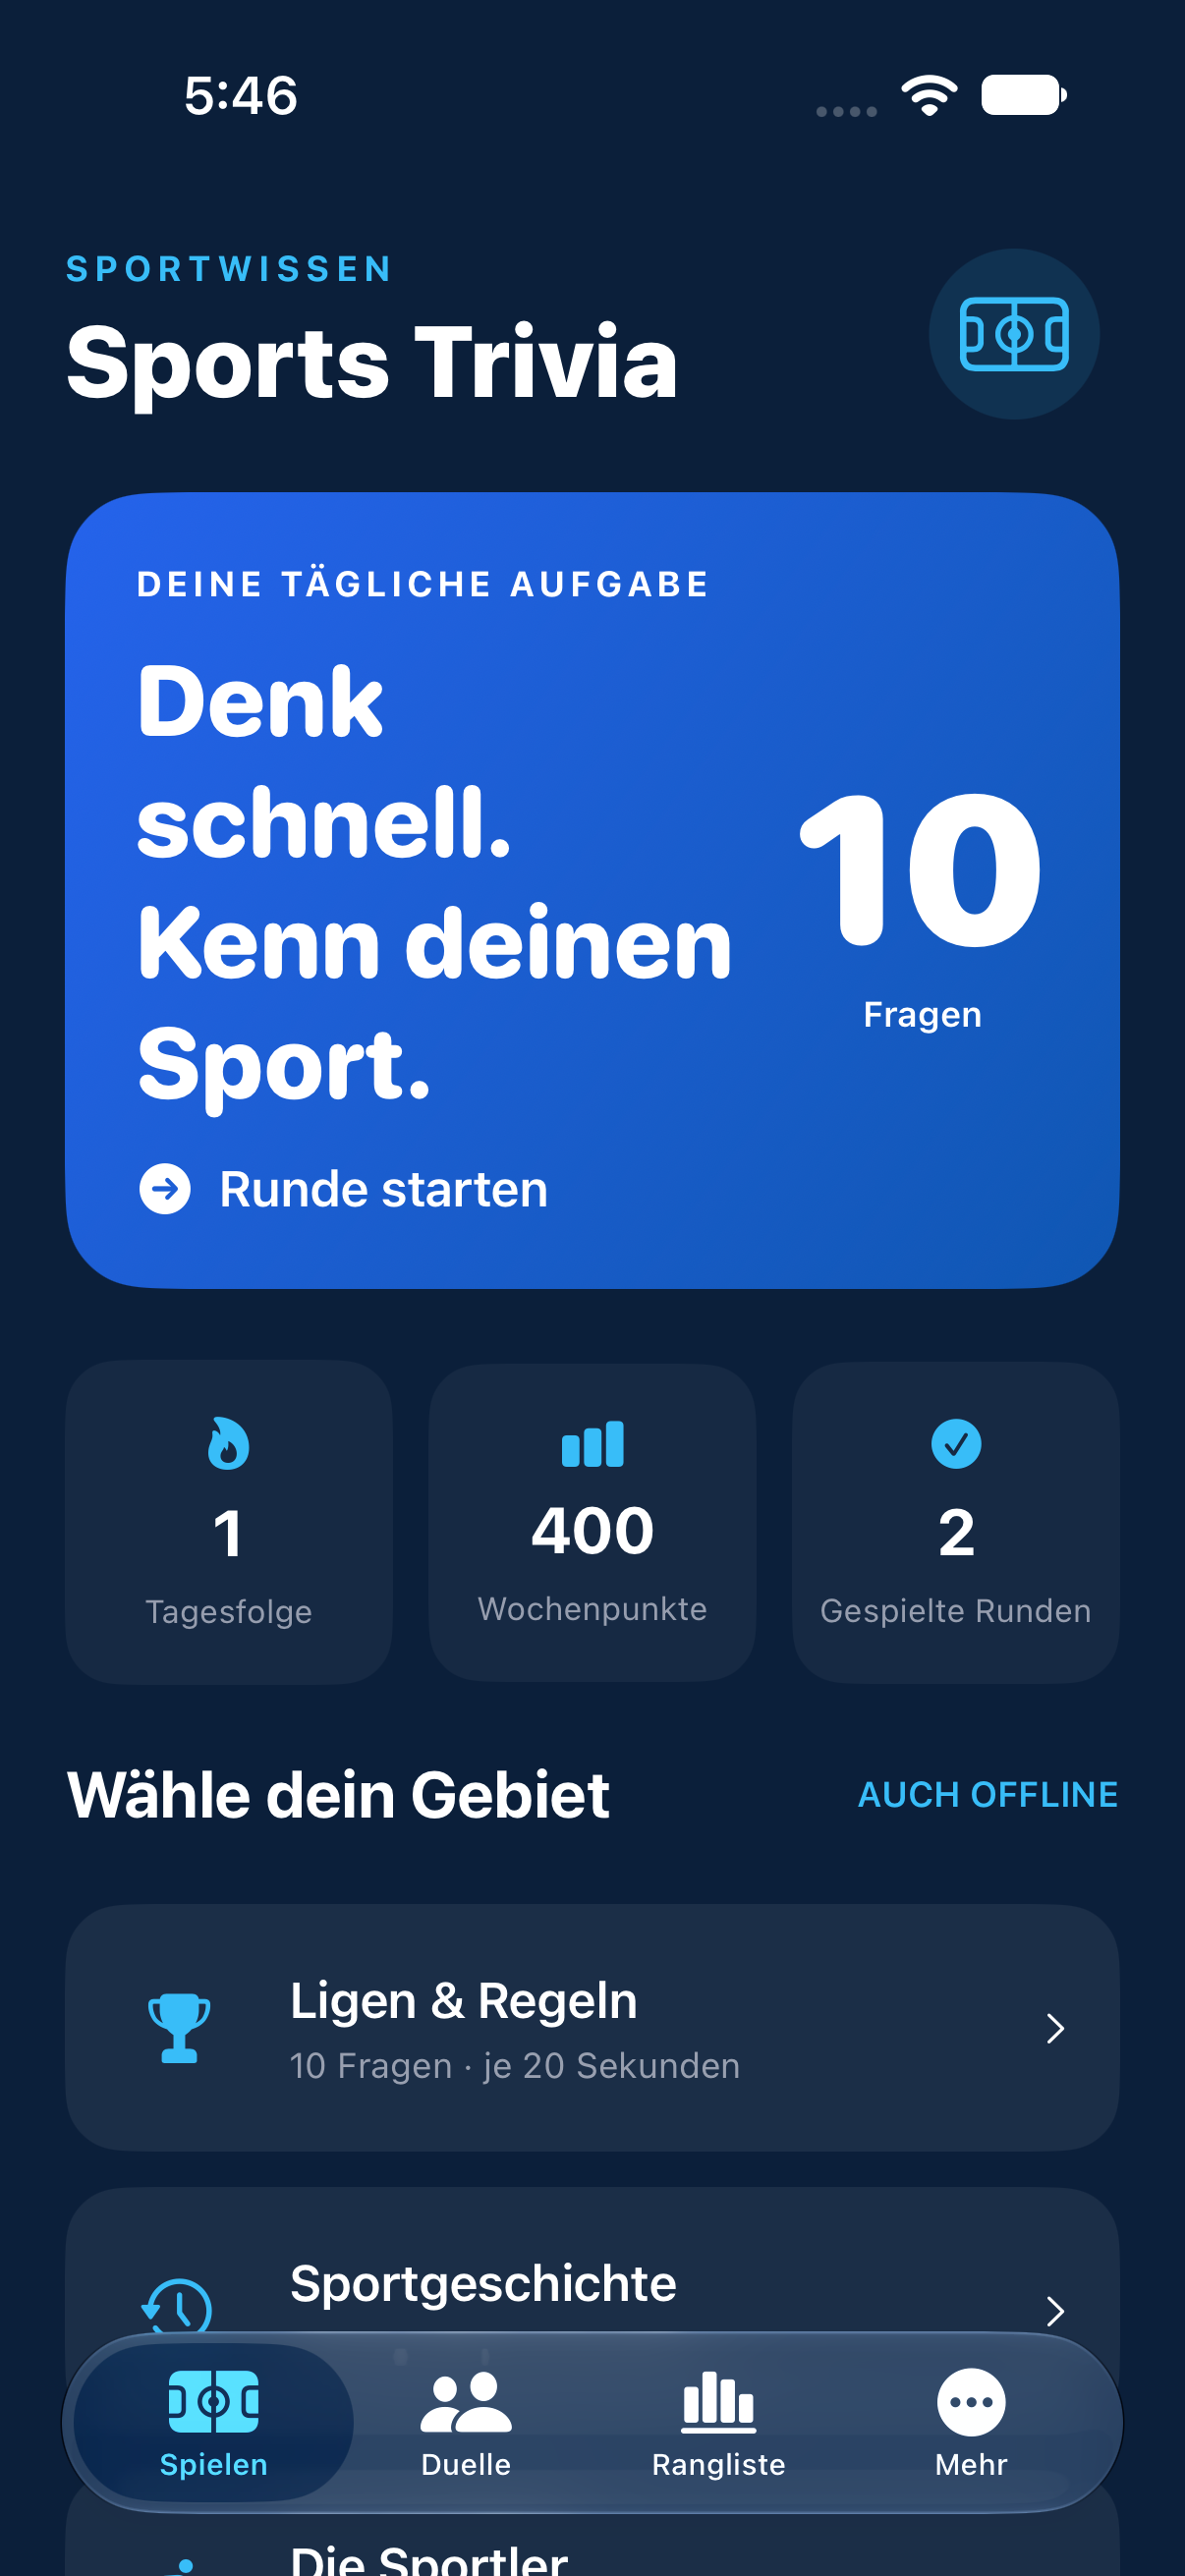 5:46
SPORTWISSEN
Sports Trivia
DEINE TÄGLICHE AUFGABE
Denk
schnell.
Kenn deinen
Sport.
10
Fragen
Runde starten
1
Tagesfolge
400
Wochenpunkte
2
Gespielte Runden
Wähle dein Gebiet
AUCH OFFLINE
Ligen & Regeln
10 Fragen · je 20 Sekunden
Sportgeschichte
Spielen
Duelle
Rangliste
Mehr
Die Sportler